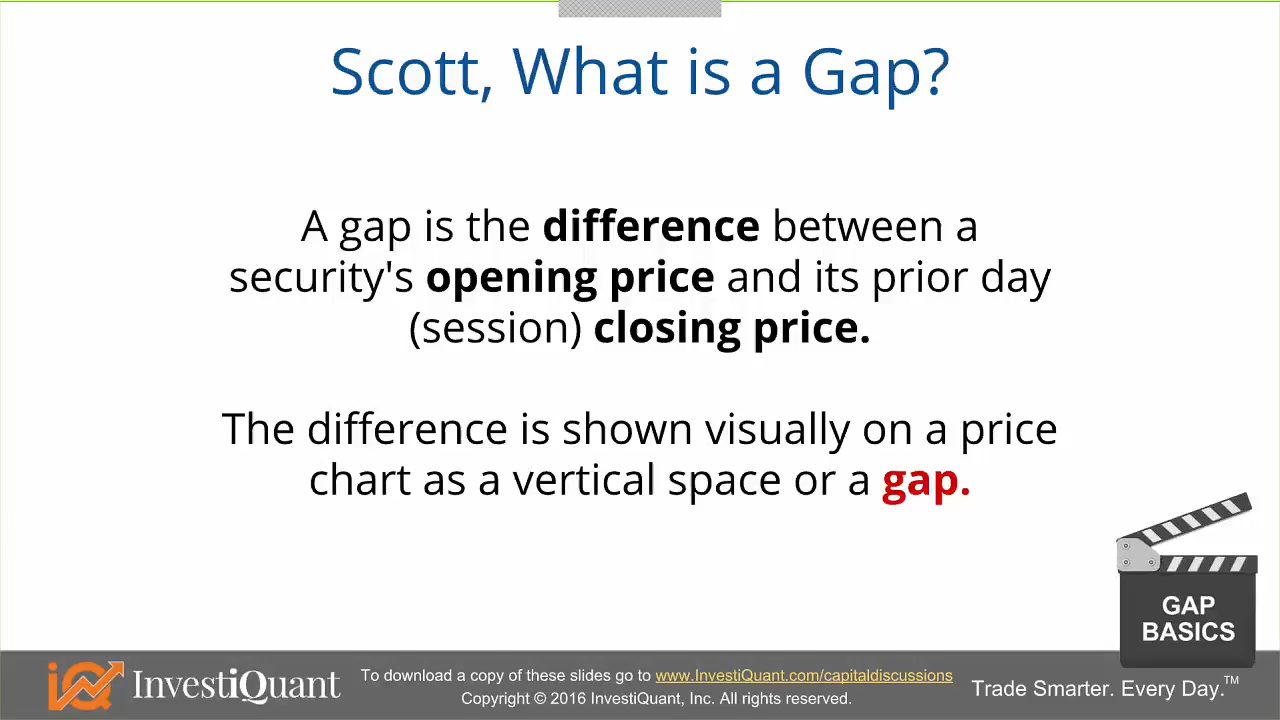 Scott, What is a Gap?
A gap is the difference between a
security's opening price and its prior day
(session) closing price.
The difference is shown visually on a price
chart as a vertical space or a gap.
GAP
BASICS
iQ InvestiQuant
To download a copy of these slides go to www.InvestiQuant.com/capitaldiscussions
Copyright © 2016 InvestiQuant, Inc. All rights reserved.
Trade Smarter. Every Day.™